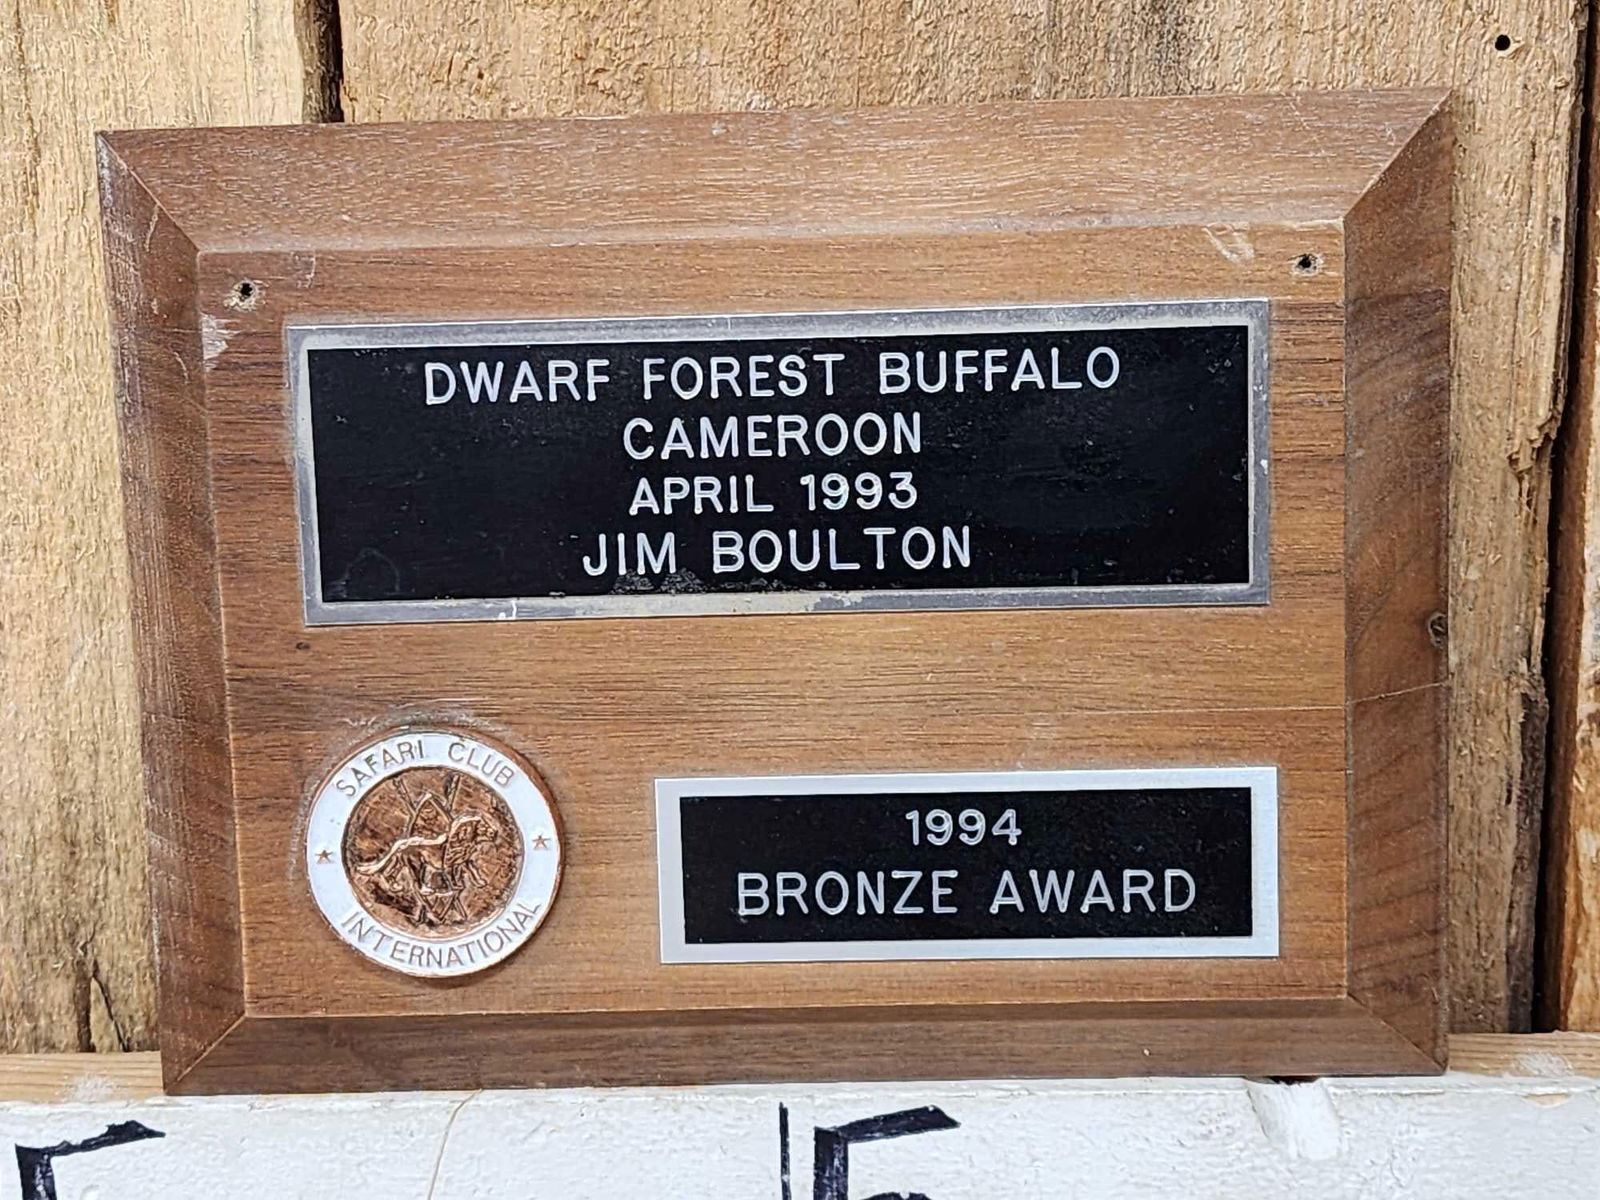 DWARF FOREST BUFFALO
CAMEROON
APRIL 1993
JIM BOULTON
SAFARI CLUB
INTERNATIONAL
1994
BRONZE AWARD